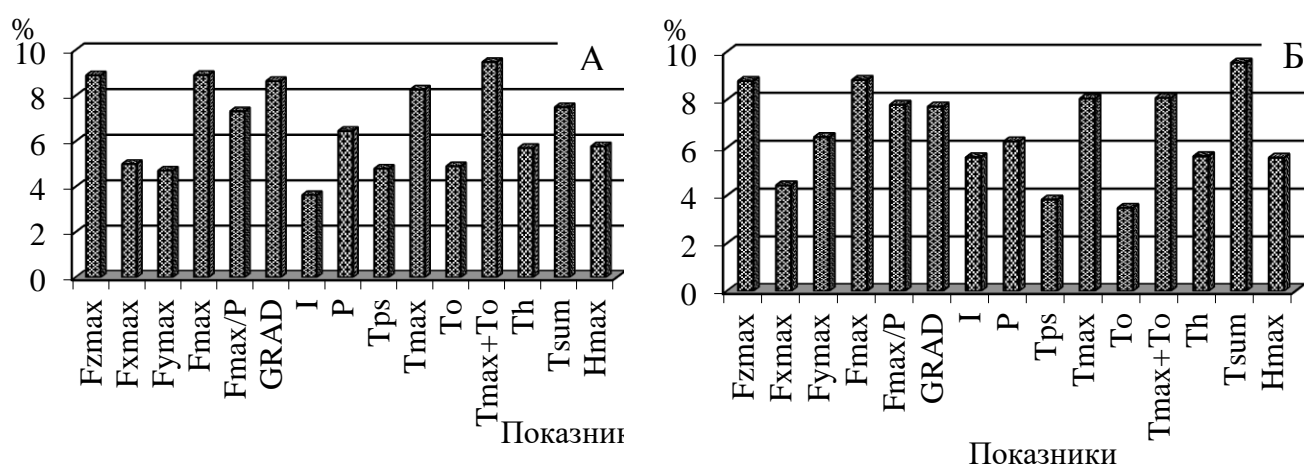 %
10
8
6
4
2
0
А
Fzmax
Fxmax
Fymax
Fmax
Fmax/P
GRAD
I
P
Tps
Tmax
To
Tmax+To
Th
Tsum
Hmax
Показник
%
10
8
6
4
2
0
Б
Fzmax
Fxmax
Fymax
Fmax
Fmax/P
GRAD
I
P
Tps
Tmax
To
Tmax+To
Th
Tsum
Hmax
Показники